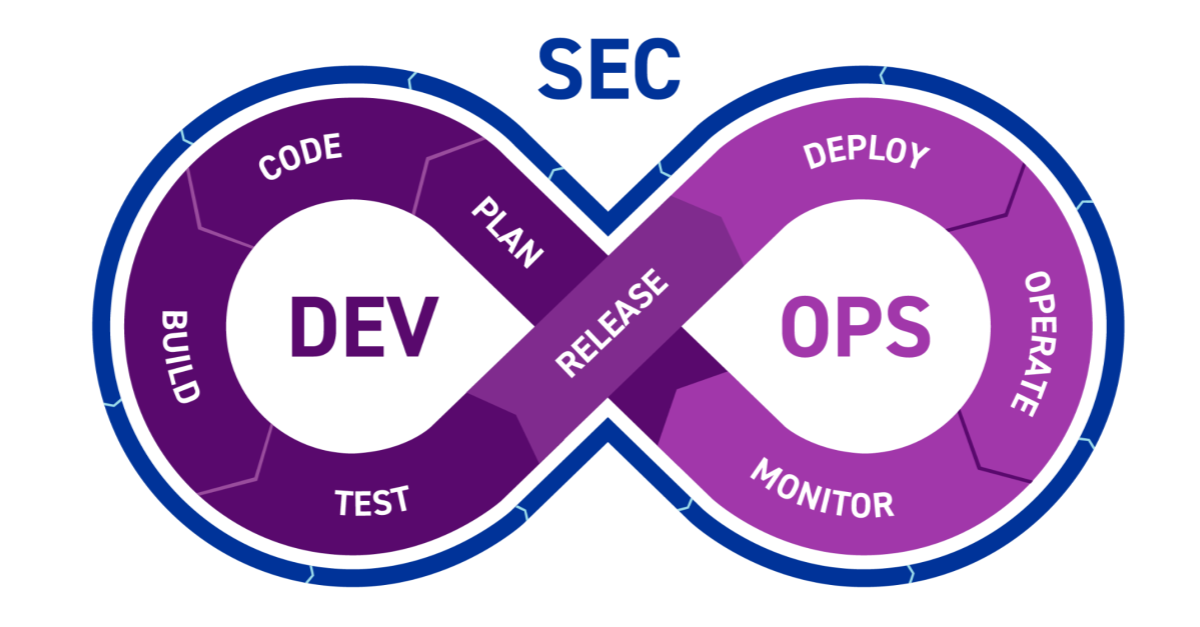 SEC
CODE
DEPLOY
PLAN
OPERATE
RELEASE
DEV
OPS
BUILD
TEST
MONITOR